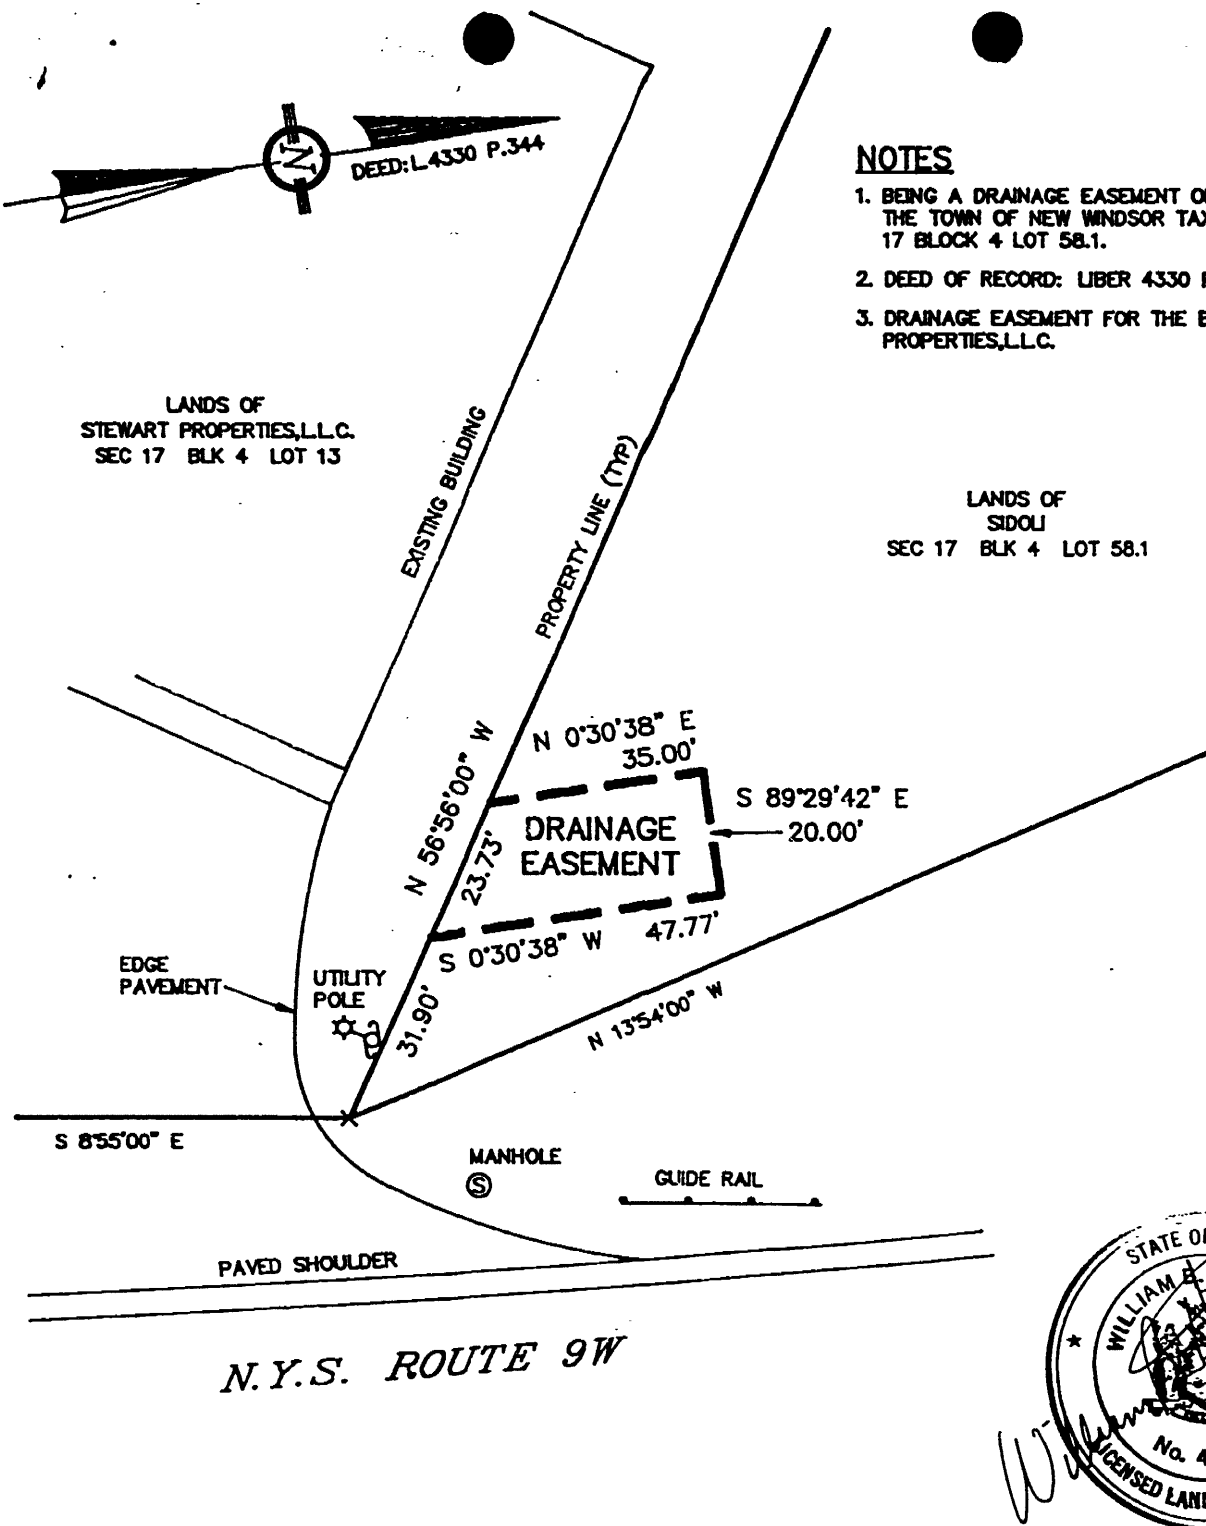 N
DEED: L.4330 P.344
NOTES
1. BEING A DRAINAGE EASEMENT
THE TOWN OF NEW WINDSOR
17 BLOCK 4 LOT 58.1.
2. DEED OF RECORD: LIBER 4330
3. DRAINAGE EASEMENT FOR THE
PROPERTIES,L.L.C.
LANDS OF
STEWART PROPERTIES,L.L.C.
SEC 17 BLK 4 LOT 13
EXISTING BUILDING
PROPERTY LINE (TYP)
LANDS OF
SIDOLI
SEC 17 BLK 4 LOT 58.1
N 56°56'00" W
23.73'
N 0°30'38" E
35.00'
S 89°29'42" E
20.00'
DRAINAGE
EASEMENT
S 0°30'38" W 47.77'
EDGE
PAVEMENT
UTILITY
POLE
31.90'
N 13°54'00" W
S 8°55'00" E
MANHOLE
S
GUIDE RAIL
PAVED SHOULDER
N.Y.S. ROUTE 9W
STATE
WILLIAM
No.
LICENSED